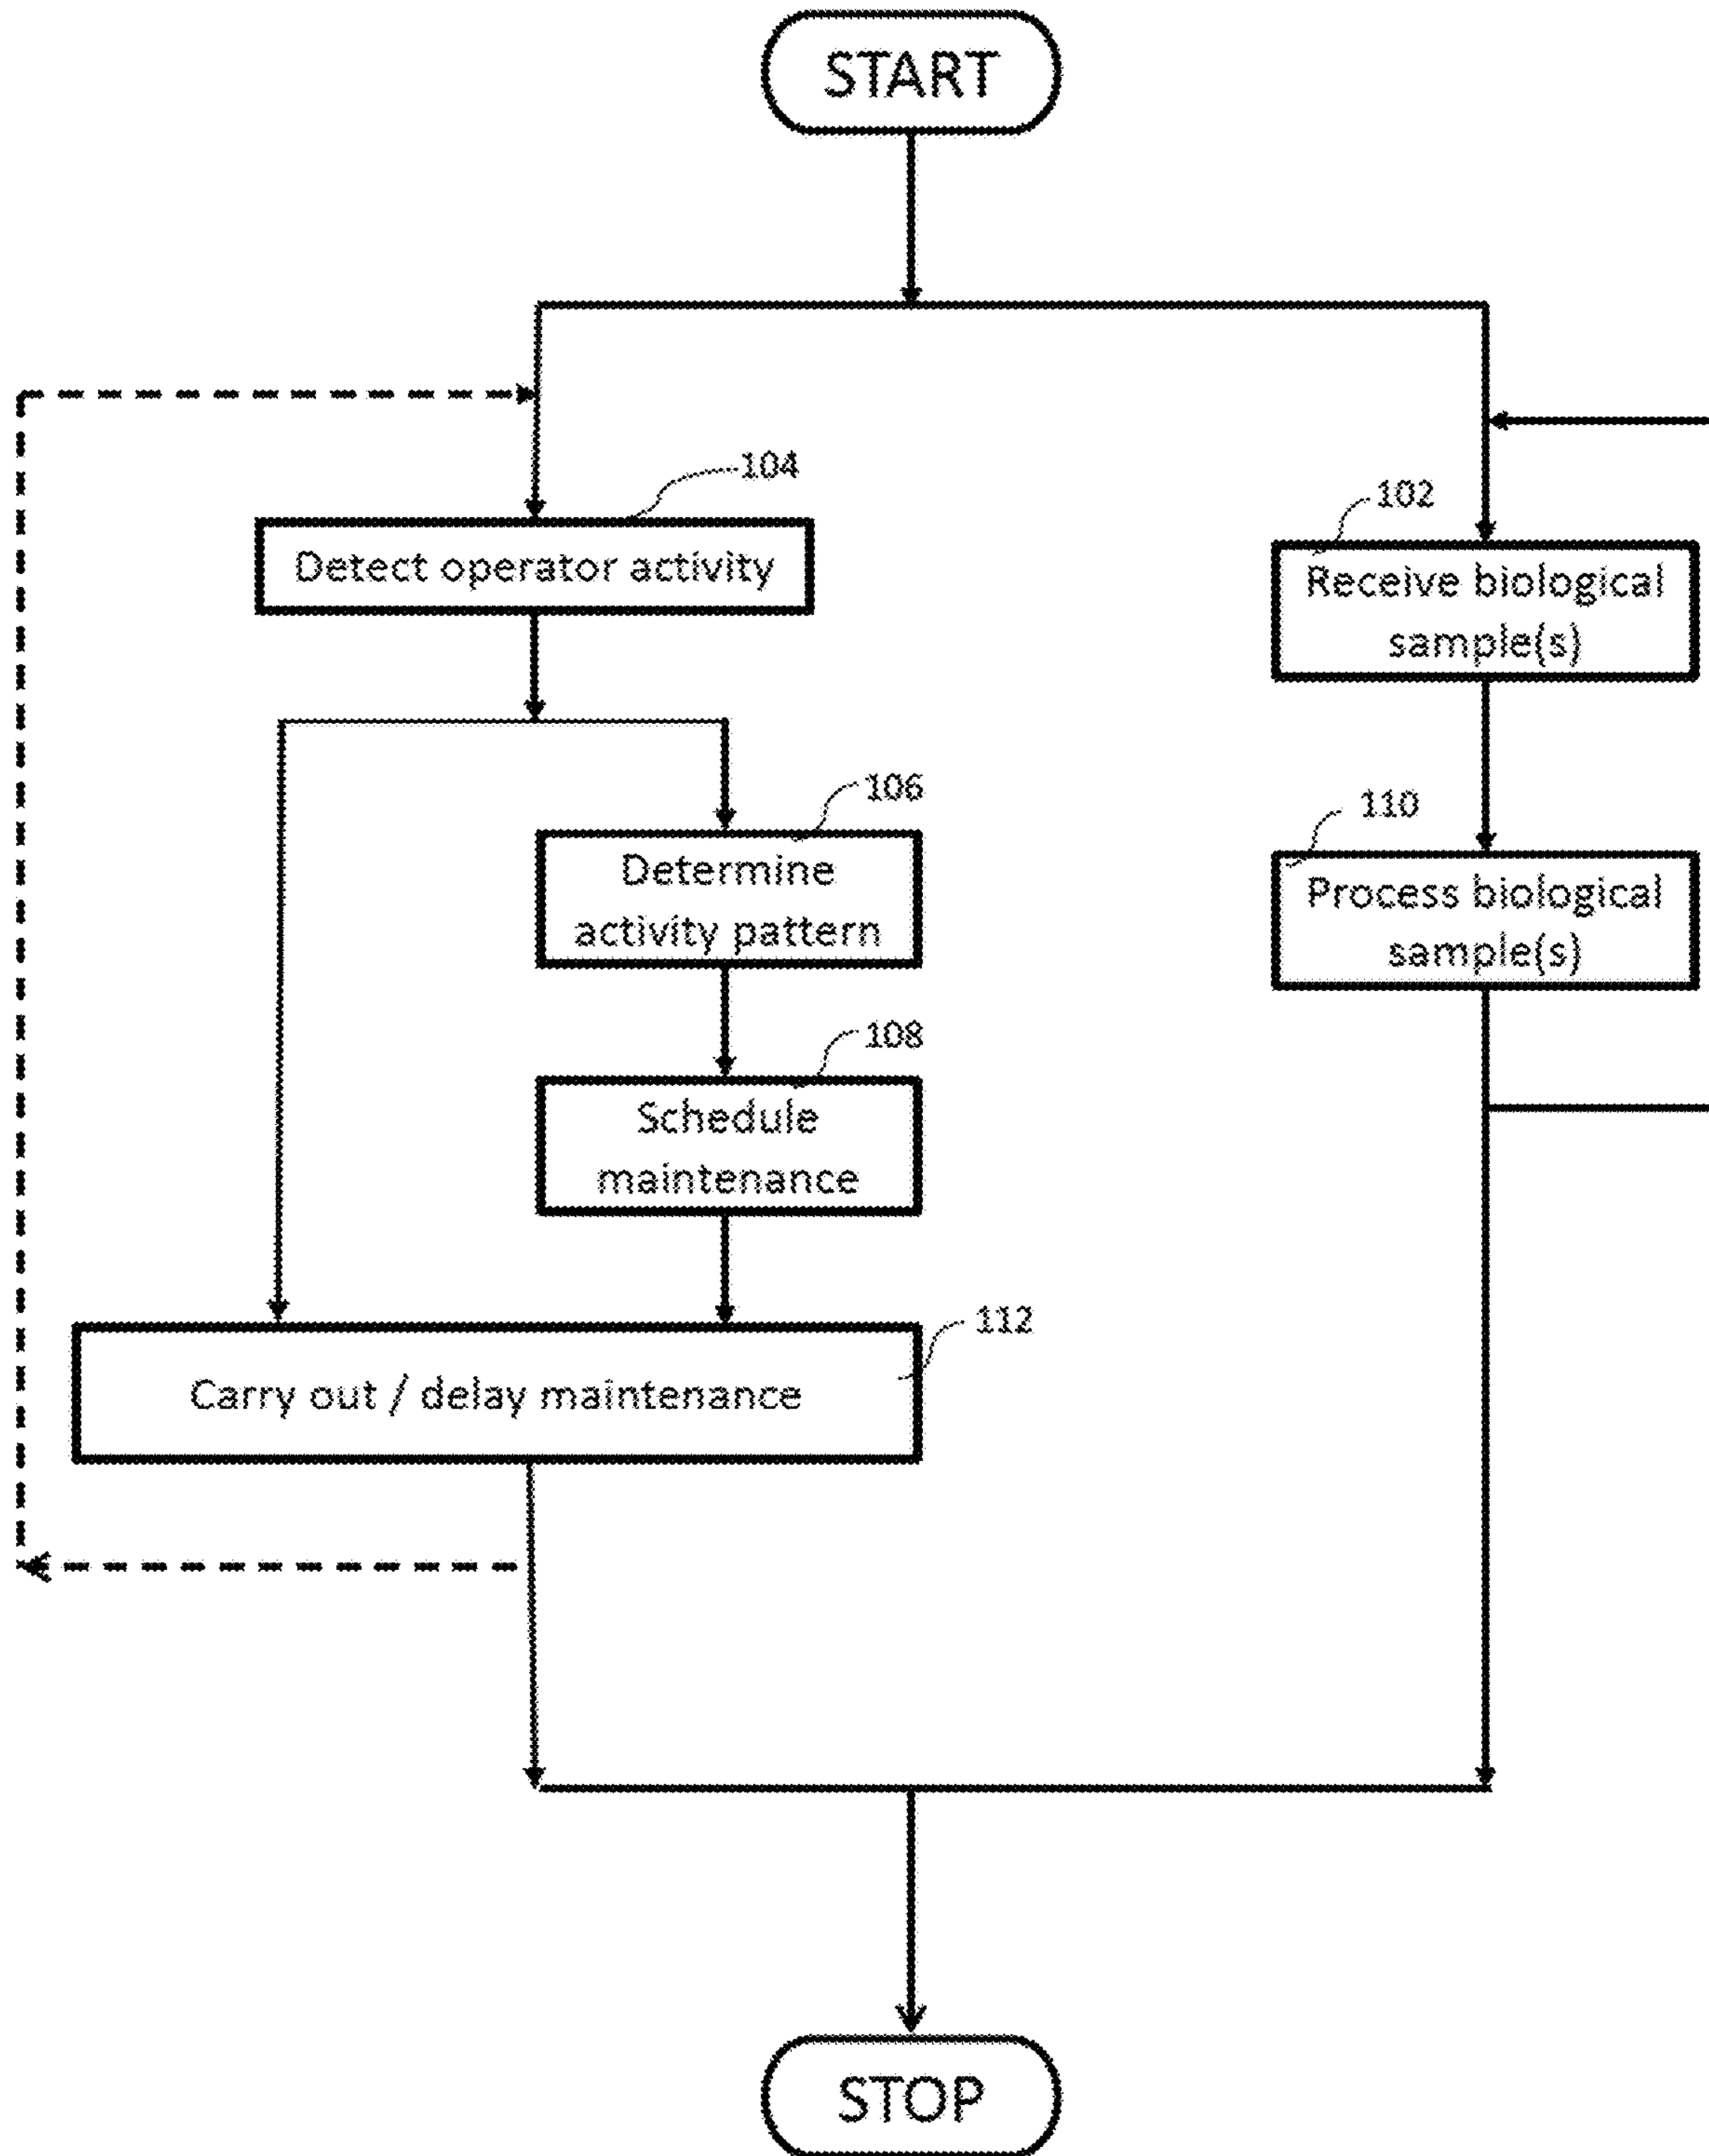 START
104
Detect operator activity
102
Receive biological
sample(s)
106
Determine
activity pattern
110
Process biological
sample(s)
108
Schedule
maintenance
112
Carry out / delay maintenance
STOP